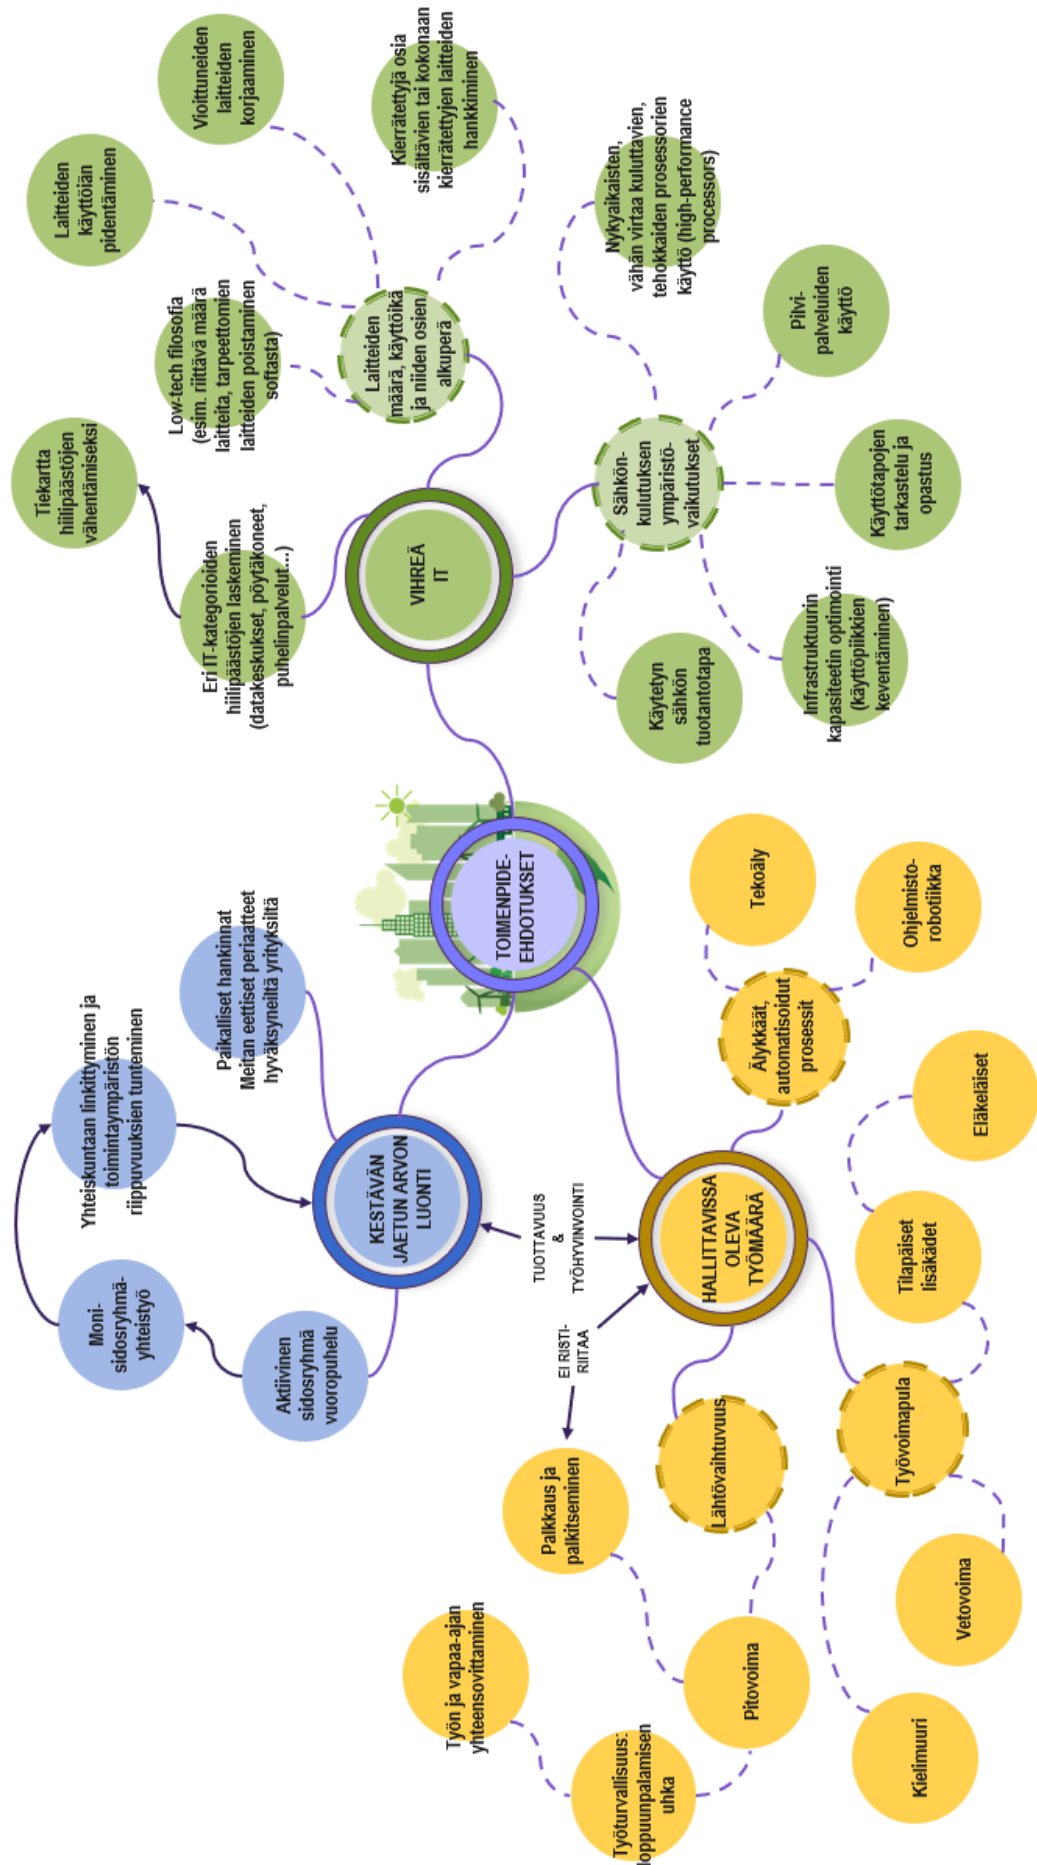 TOIMENPIDE-
EHDOTUKSET
KESTÄVÄN
JAETUN ARVON
LUONTI
Aktiivinen
sidosryhmä
vuoropuhelu
Moni-
sidosryhmä-
yhteistyö
Yhteiskuntaan linkittyminen ja
toimintaympäristön
riippuvuuksien tunteminen
Paikalliset hankinnat
Meitan eettiset periaatteet
hyväksyneiltä yrityksiltä
VIHREÄ
IT
Eri IT-kategorioiden
hiilipäästöjen laskeminen
(datakeskukset, pöytäkoneet,
puhelinpalvelut...)
Tiekartta
hiilipäästöjen
vähentämiseksi
Laitteiden
määrä, käyttöikä
ja niiden osien
alkuperä
Low-tech filosofia
(esim. riittävä määrä
laitteita, tarpeettomien
laitteiden poistaminen
softasta)
Laitteiden
käyttöiän
pidentäminen
Vioittuneiden
laitteiden
korjaaminen
Kierrätettyjä osia
sisältävien tai kokonaan
kierrätettyjen laitteiden
hankkiminen
Sähkön-
kulutuksen
ympäristö-
vaikutukset
Nykyaikaisten,
vähän virtaa kuluttavien,
tehokkaiden prosessorien
käyttö (high-performance
processors)
Pilvi-
palveluiden
käyttö
Käyttötapojen
tarkastelu ja
opastus
Infrastruktuurin
kapasiteetin optimointi
(käyttöpiikkien
keventäminen)
Käytetyn
sähkön
tuotantotapa
TUOTTAVUUS
&
TYÖHYVINVOINTI
EI RISTI-
RIITAA
HALLITTAVISSA
OLEVA
TYÖMÄÄRÄ
Älykkäät,
automatisoidut
prosessit
Tekoäly
Ohjelmisto-
robotiikka
Lähtövaihtuvuus
Pitovoima
Palkkaus ja
palkitseminen
Työturvallisuus:
loppuunpalamisen
uhka
Työn ja vapaa-ajan
yhteensovittaminen
Työvoimapula
Tilapäiset
lisäkädet
Eläkeläiset
Vetovoima
Kielimuuri